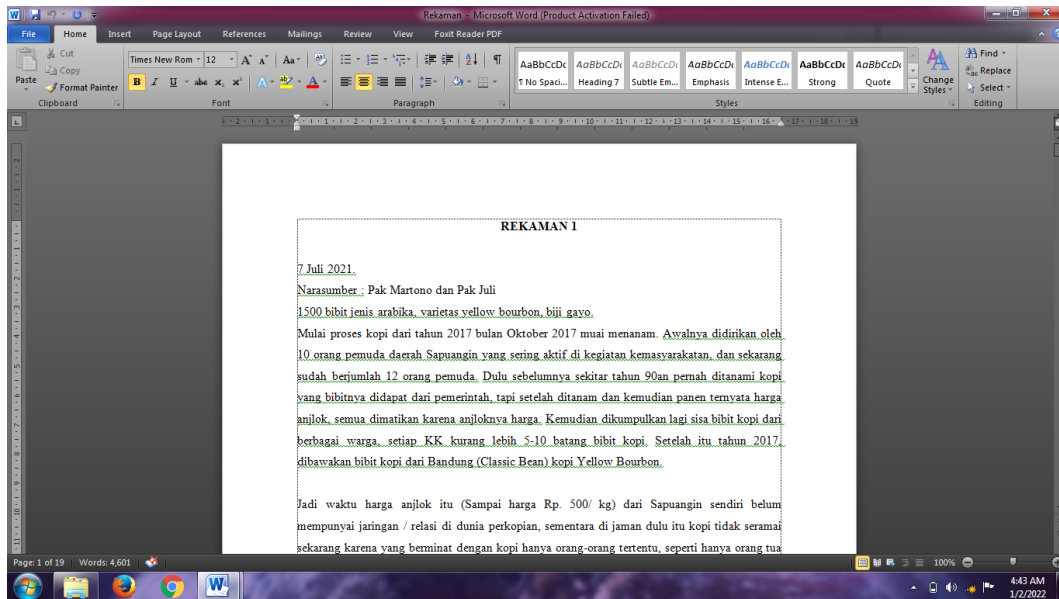 Rekaman - Microsoft Word (Product Activation Failed)
File Home Insert Page Layout References Mailings Review View Foxit Reader PDF
Paste
Cut
Copy
Format Painter
Clipboard
Times New Rom 12
Font
Paragraph
AaBbCcDc AaBbCcDc AaBbCcDc AaBbCcDc AaBbCcDc AaBbCcDc AaBbCcDc
¶ No Spaci... Heading 7 Subtle Em... Emphasis Intense E... Strong Quote
Change Styles
Styles
Find
Replace
Select
Editing
REKAMAN 1
7 Juli 2021.
Narasumber : Pak Martono dan Pak Juli
1500 bibit jenis arabika, varietas yellow bourbon, biji gayo.
Mulai proses kopi dari tahun 2017 bulan Oktober 2017 muai menanam. Awalnya didirikan oleh
10 orang pemuda daerah Sapuangin yang sering aktif di kegiatan kemasyarakatan, dan sekarang
sudah berjumlah 12 orang pemuda. Dulu sebelumnya sekitar tahun 90an pernah ditanami kopi
yang bibitnya didapat dari pemerintah, tapi setelah ditanam dan kemudian panen ternyata harga
anjlok, semua dimatikan karena anjloknya harga. Kemudian dikumpulkan lagi sisa bibit kopi dari
berbagai warga, setiap KK kurang lebih 5-10 batang bibit kopi. Setelah itu tahun 2017,
dibawakan bibit kopi dari Bandung (Classic Bean) kopi Yellow Bourbon.
Jadi waktu harga anjlok itu (Sampai harga Rp. 500/ kg) dari Sapuangin sendiri belum
mempunyai jaringan / relasi di dunia perkopian, sementara di jaman dulu itu kopi tidak seramai
sekarang karena yang berminat dengan kopi hanya orang-orang tertentu, seperti hanya orang tua
Page: 1 of 19 Words: 4,601 100%
4:43 AM
1/2/2022